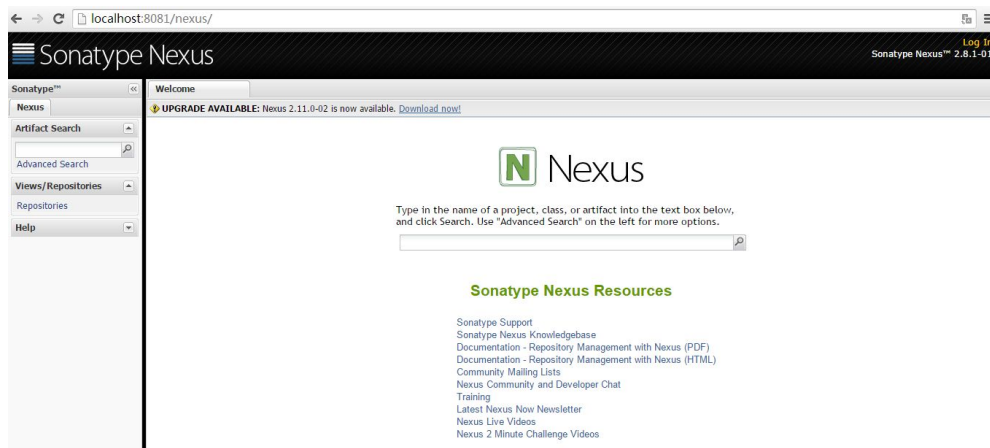 localhost:8081/nexus/
Sonatype Nexus
Log In
Sonatype Nexus™ 2.8.1-01
Sonatype™
Nexus
Artifact Search
Advanced Search
Views/Repositories
Repositories
Help
Welcome
UPGRADE AVAILABLE: Nexus 2.11.0-02 is now available. Download now!
N Nexus
Type in the name of a project, class, or artifact into the text box below,
and click Search. Use "Advanced Search" on the left for more options.
Sonatype Nexus Resources
Sonatype Support
Sonatype Nexus Knowledgebase
Documentation - Repository Management with Nexus (PDF)
Documentation - Repository Management with Nexus (HTML)
Community Mailing Lists
Nexus Community and Developer Chat
Training
Latest Nexus Now Newsletter
Nexus Live Videos
Nexus 2 Minute Challenge Videos